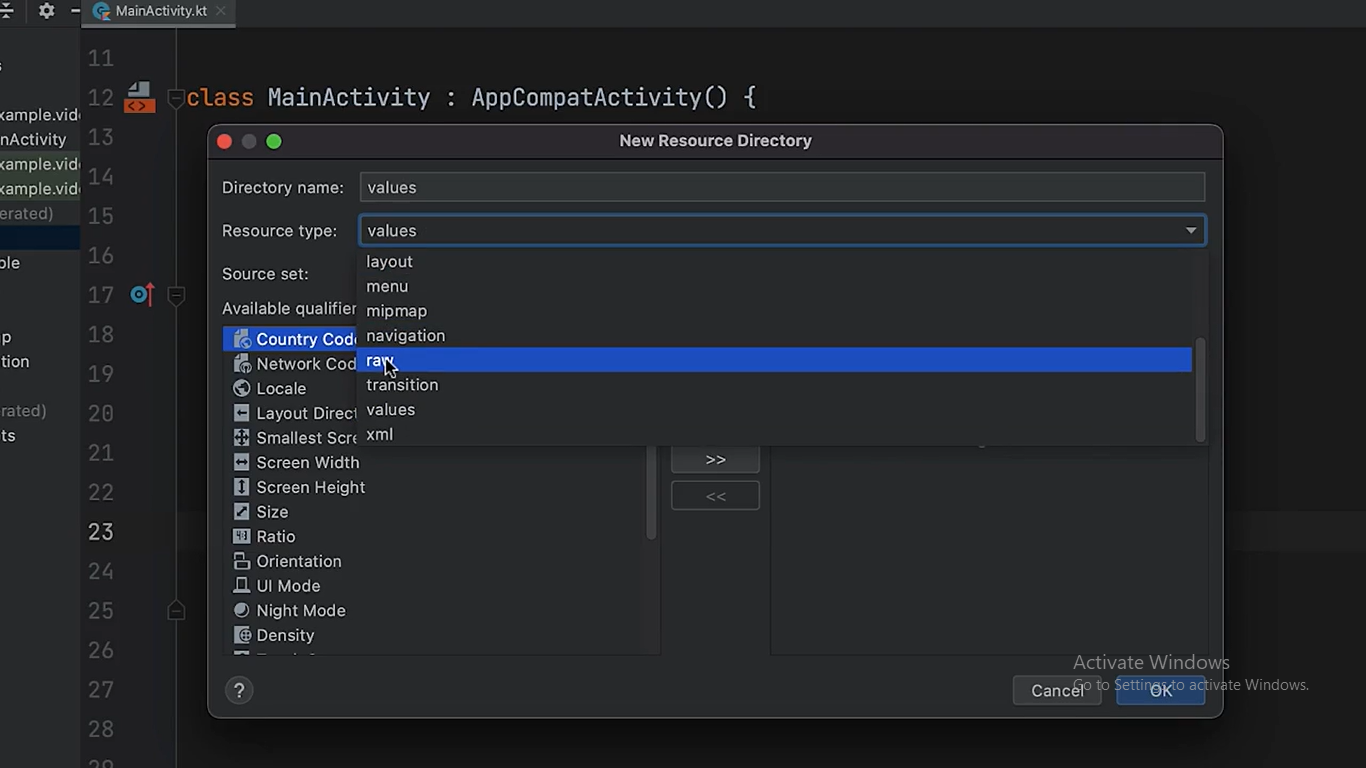 MainActivity.kt
11
12 class MainActivity : AppCompatActivity() {
xample.vid
13
nActivity
14
xample.vid
xample.vid
15
erated)
16
ple
17
18
p
tion
19
20
rated)
ts
21
22
23
24
25
26
27
28
29
New Resource Directory
Directory name: values
Resource type: values
Source set:
Available qualifier
layout
menu
mipmap
navigation
raw
transition
values
xml
Country Code
Network Cod
Locale
Layout Direct
Smallest Scre
Screen Width
Screen Height
Size
Ratio
Orientation
UI Mode
Night Mode
Density
>>
<<
?
Cancel
OK
Activate Windows
Go to Settings to activate Windows.